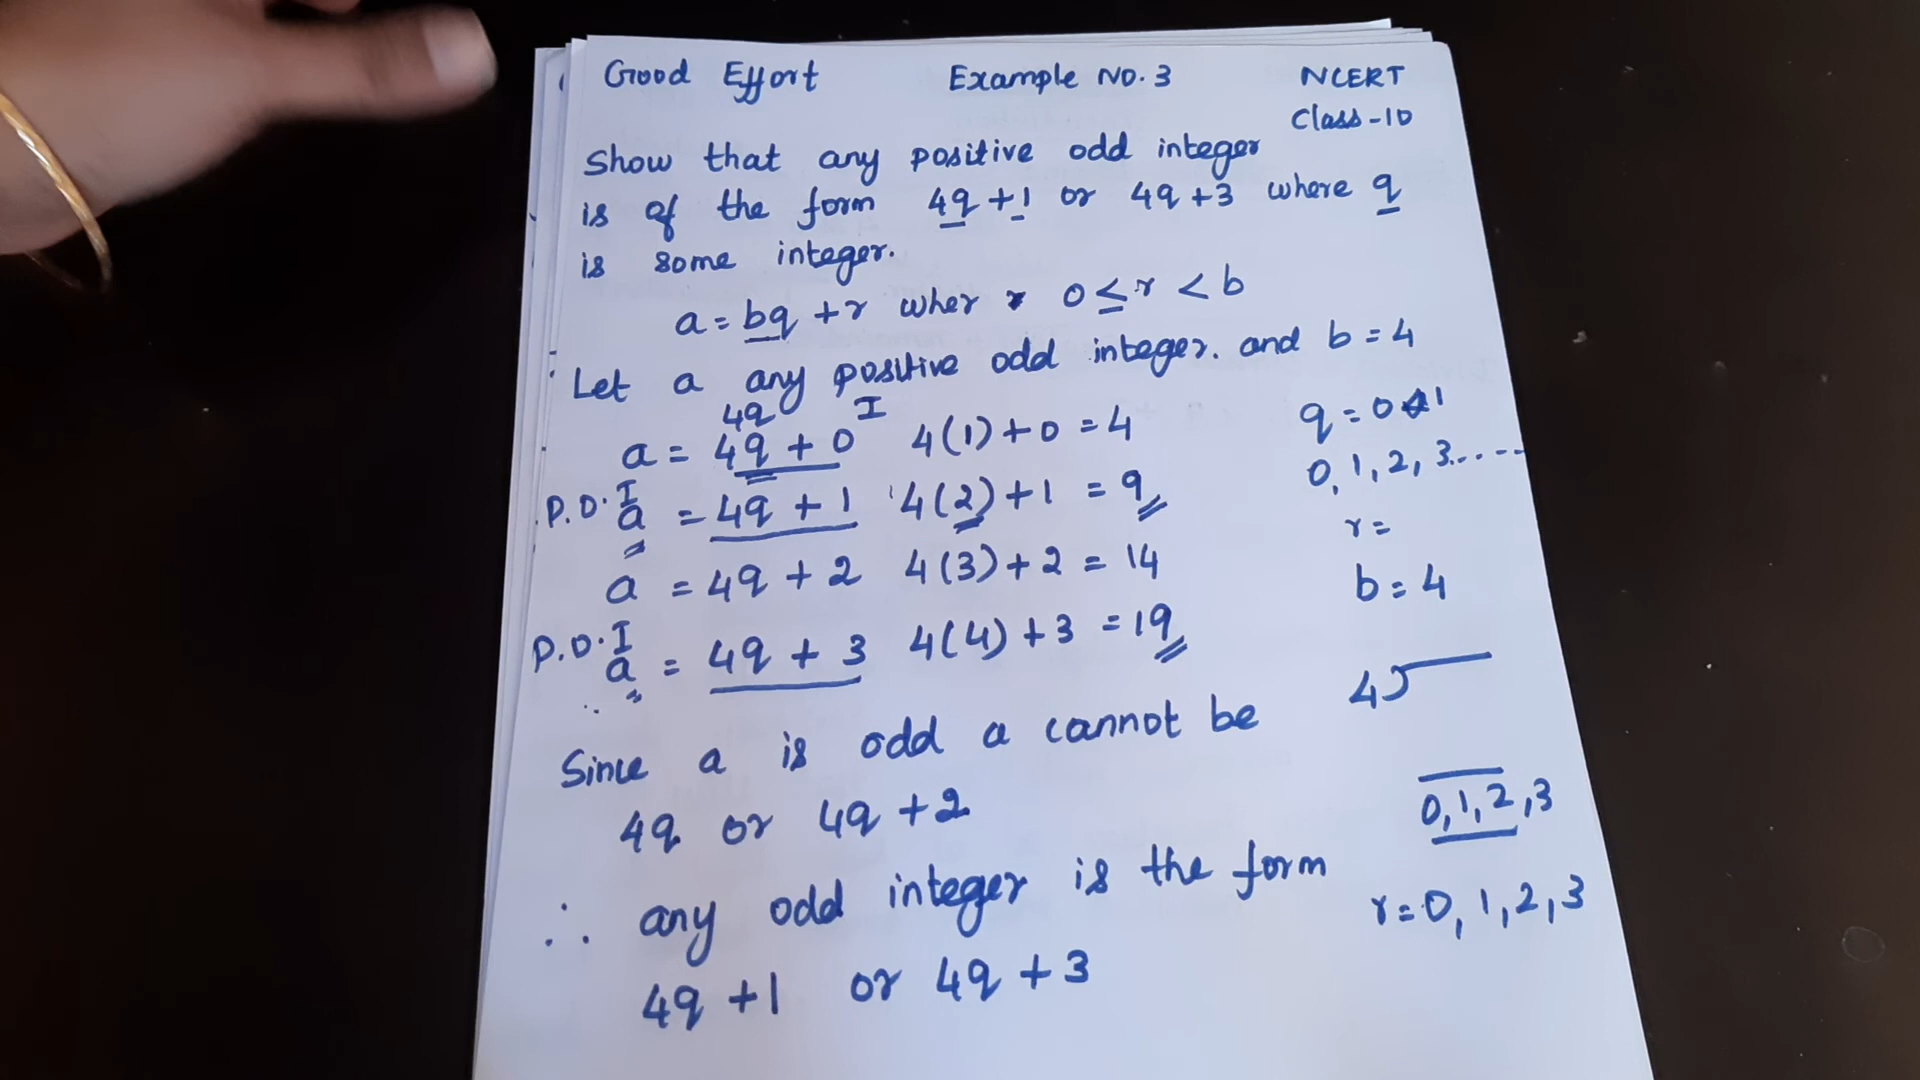 Good Effort Example NO. 3 NCERT
Class-10
Show that any positive odd integer
is of the form 4q +1 or 4q +3 where q
is some integer.
a = bq + r wher r 0 ≤ r < b
Let a any positive odd integer. and b = 4
4q I
a = 4q + 0 4(1) + 0 = 4 q = 0 1
0, 1, 2, 3.....
P.O.I
a = 4q + 1 4(2) + 1 = 9
r =
a = 4q + 2 4(3) + 2 = 14 b = 4
P.O.I
a = 4q + 3 4(4) + 3 = 19
4
Since a is odd a cannot be
4q or 4q + 2
0, 1, 2, 3
∴ any odd integer is the form
r = 0, 1, 2, 3
4q +1 or 4q + 3